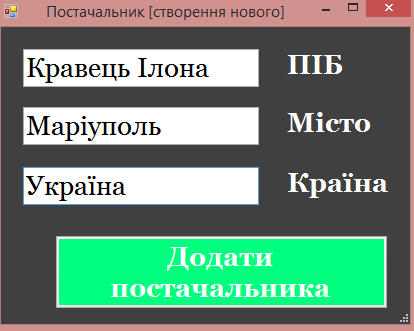 Постачальник [створення нового]
Кравець Ілона ПІБ
Маріуполь Місто
Україна Країна
Додати
постачальника